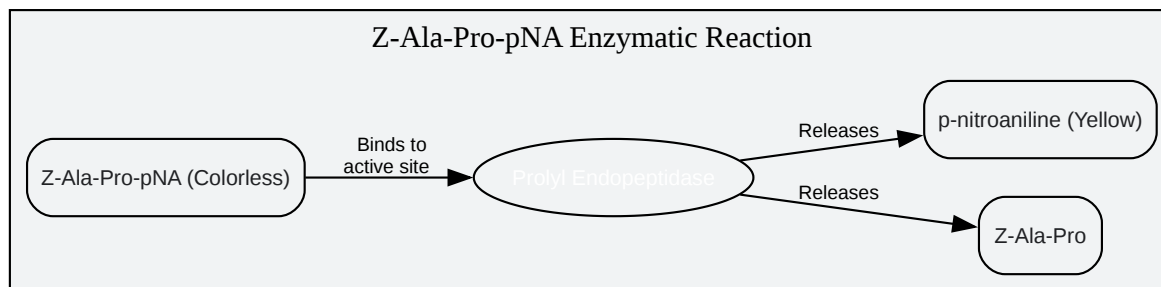 Z-Ala-Pro-pNA Enzymatic Reaction
Z-Ala-Pro-pNA (Colorless)
Binds to
active site
Prolyl Endopeptidase
Releases
p-nitroaniline (Yellow)
Releases
Z-Ala-Pro